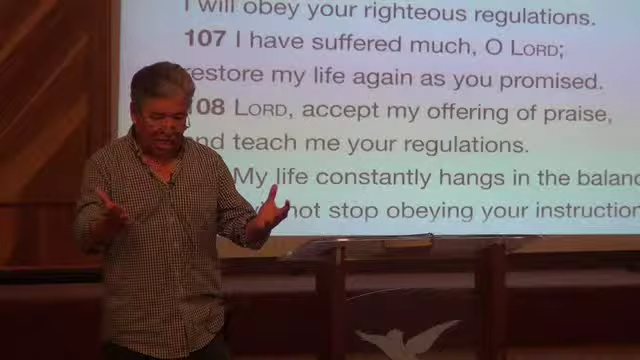 I will obey your righteous regulations.
107 I have suffered much, O LORD;
restore my life again as you promised.
108 LORD, accept my offering of praise,
and teach me your regulations.
My life constantly hangs in the balanc
not stop obeying your instruction